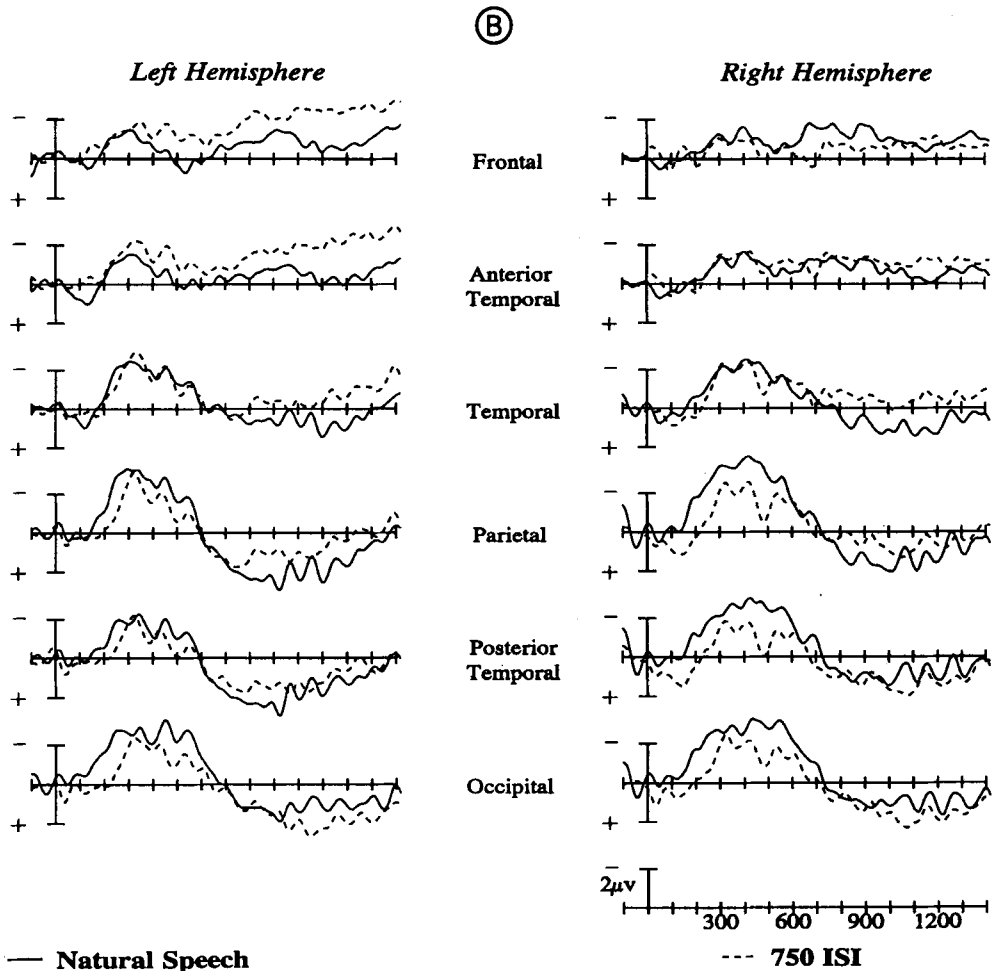 B
Left Hemisphere Right Hemisphere
−
+
−
+
Frontal
−
+
−
+
Anterior
Temporal
−
+
−
+
Temporal
−
+
−
+
Parietal
−
+
−
+
Posterior
Temporal
−
+
−
+
Occipital
−
2μv
300 600 900 1200
— Natural Speech --- 750 ISI